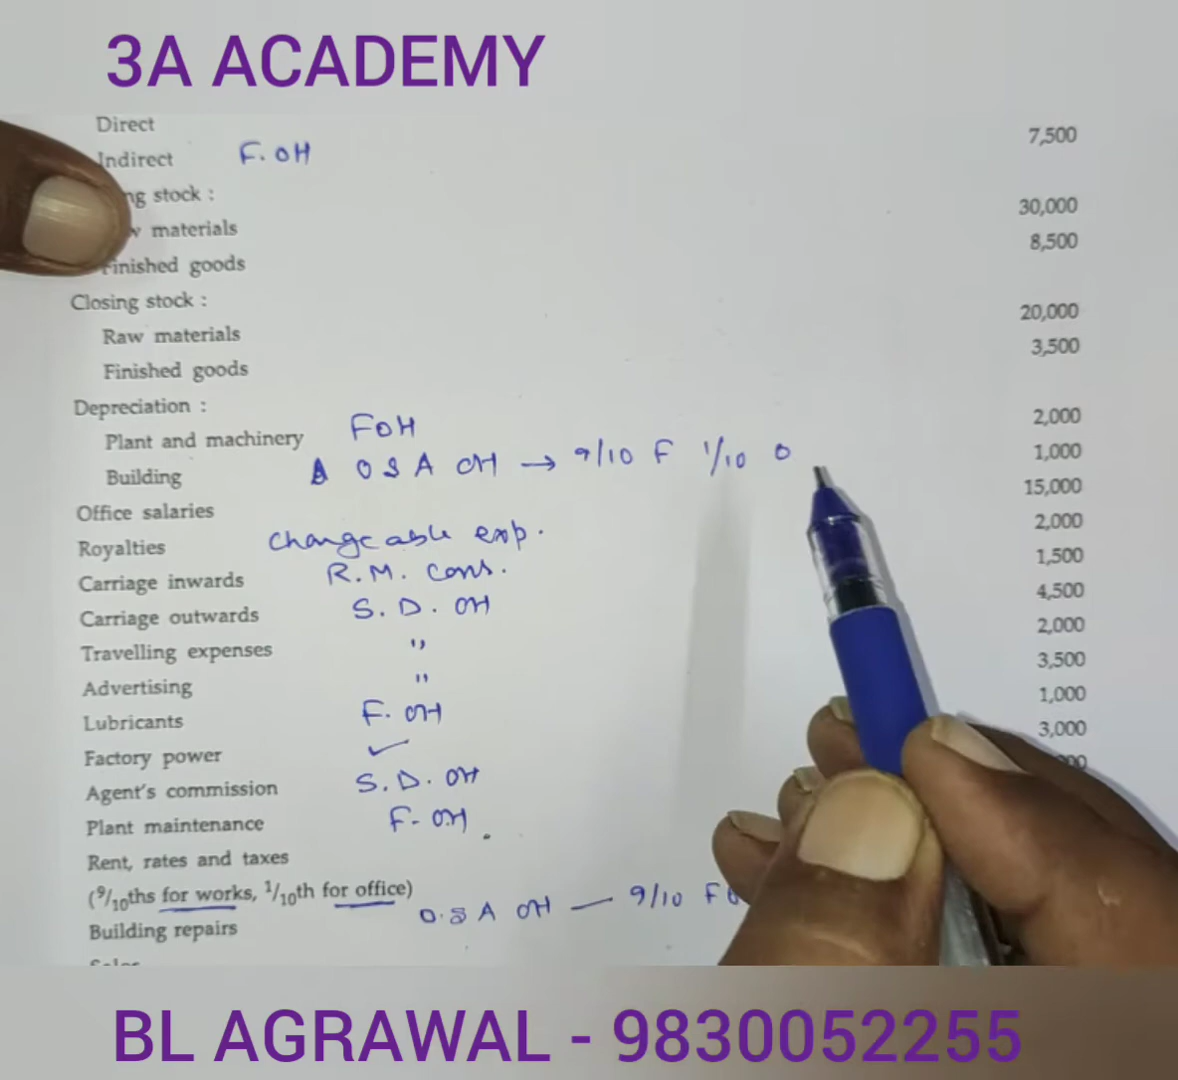 3A ACADEMY
Direct 7,500
Indirect F. OH
ng stock :
materials 30,000
Finished goods 8,500
Closing stock :
Raw materials 20,000
Finished goods 3,500
Depreciation :
Plant and machinery FOH 2,000
Building O S A OH → 9/10 F 1/10 O 1,000
Office salaries 15,000
Royalties Chargeable exp. 2,000
Carriage inwards R.M. Cons. 1,500
Carriage outwards S. D. OH 4,500
Travelling expenses " 2,000
Advertising " 3,500
Lubricants F. OH 1,000
Factory power ✓ 3,000
Agent's commission S. D. OH
Plant maintenance F- OH.
Rent, rates and taxes
(9/10ths for works, 1/10th for office)
Building repairs O.S A OH — 9/10 F
BL AGRAWAL - 9830052255